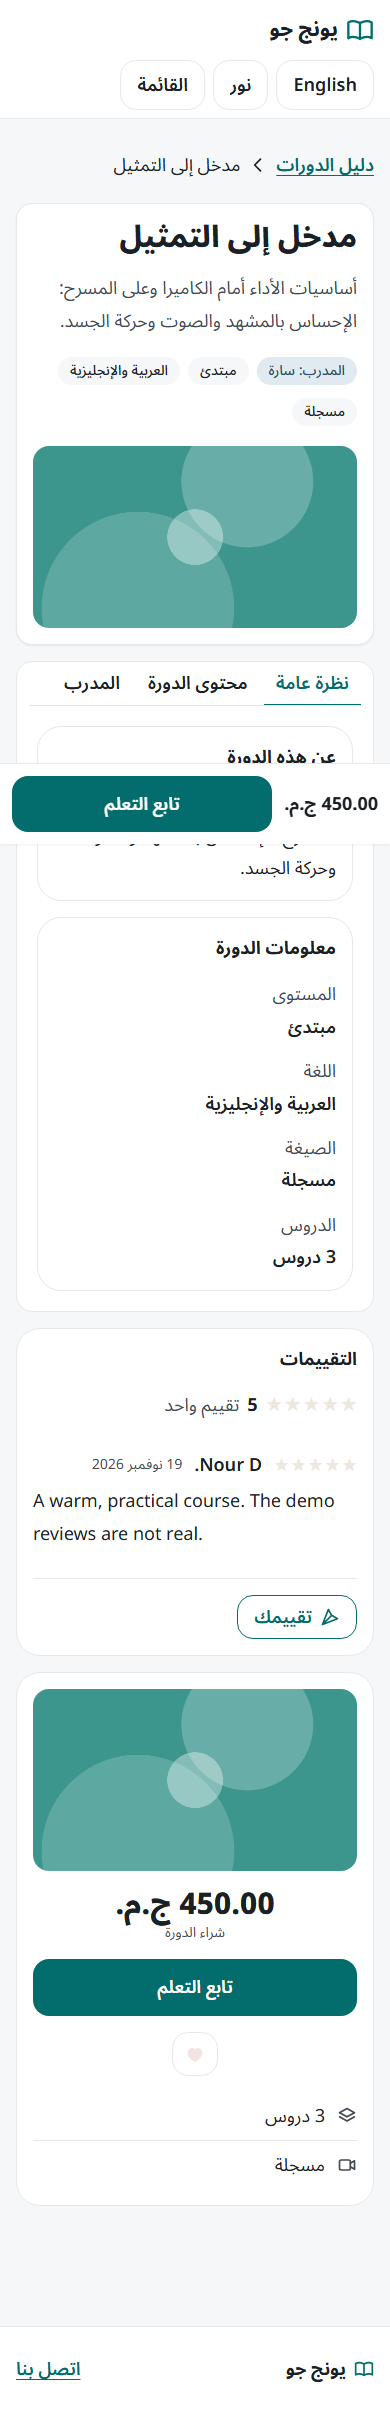 يونج جو
English
نور
القائمة
دليل الدورات
مدخل إلى التمثيل
مدخل إلى التمثيل
أساسيات الأداء أمام الكاميرا وعلى المسرح:
الإحساس بالمشهد والصوت وحركة الجسد.
المدرب: سارة
مبتدئ
العربية والإنجليزية
مسجلة
نظرة عامة
محتوى الدورة
المدرب
عن هذه الدورة
450.00 ج.م.
تابع التعلم
وحركة الجسد.
معلومات الدورة
المستوى
مبتدئ
اللغة
العربية والإنجليزية
الصيغة
مسجلة
الدروس
3 دروس
التقييمات
5 تقييم واحد
Nour D.
19 نوفمبر 2026
A warm, practical course. The demo
reviews are not real.
تقييمك
450.00 ج.م.
شراء الدورة
تابع التعلم
3 دروس
مسجلة
يونج جو
اتصل بنا